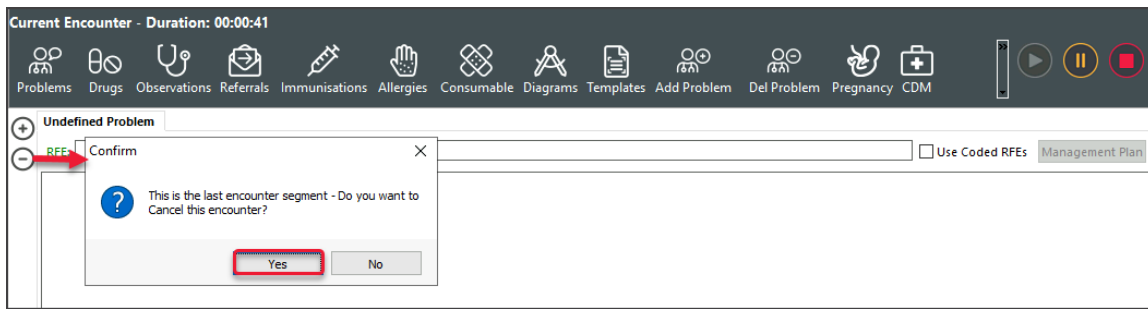 Current Encounter - Duration: 00:00:41
Problems Drugs Observations Referrals Immunisations Allergies Consumable Diagrams Templates Add Problem Del Problem Pregnancy CDM
Undefined Problem
RFE: Use Coded RFEs Management Plan
Confirm
This is the last encounter segment - Do you want to
Cancel this encounter?
Yes No